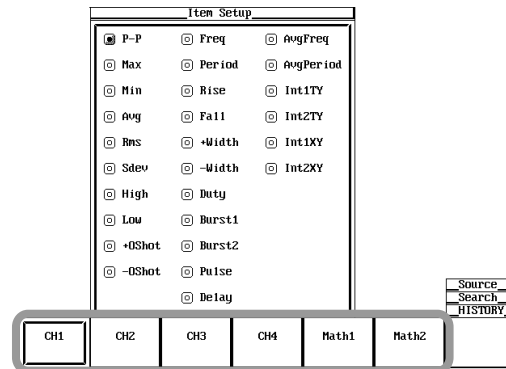 Item Setup
P-P Freq AvgFreq
Max Period AvgPeriod
Min Rise Int1TY
Avg Fall Int2TY
Rms +Width Int1XY
Sdev -Width Int2XY
High Duty
Low Burst1
+OShot Burst2
-OShot Pulse
Delay
Source
Search
HISTORY
CH1 CH2 CH3 CH4 Math1 Math2